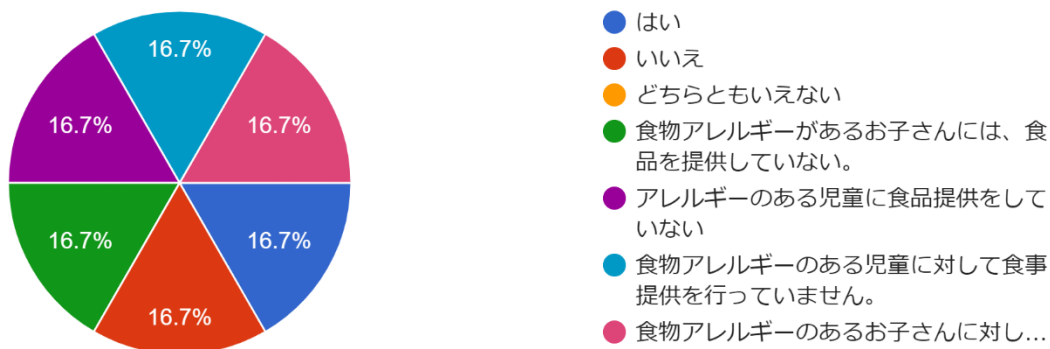 16.7%
16.7%
16.7%
16.7%
16.7%
16.7%
はい
いいえ
どちらともいえない
食物アレルギーがあるお子さんには、食
品を提供していない。
アレルギーのある児童に食品提供をして
いない
食物アレルギーのある児童に対して食事
提供を行っていません。
食物アレルギーのあるお子さんに対し...